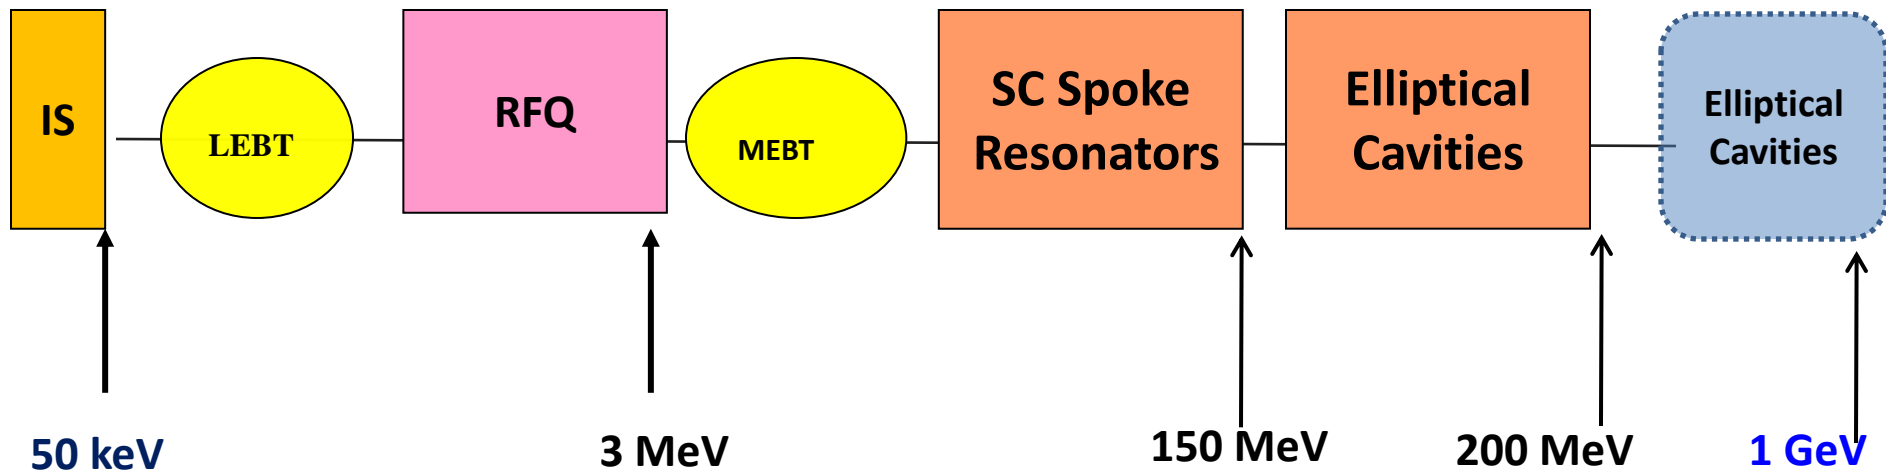 IS
LEBT
RFQ
MEBT
SC Spoke
Resonators
Elliptical
Cavities
Elliptical
Cavities
50 keV
3 MeV
150 MeV
200 MeV
1 GeV